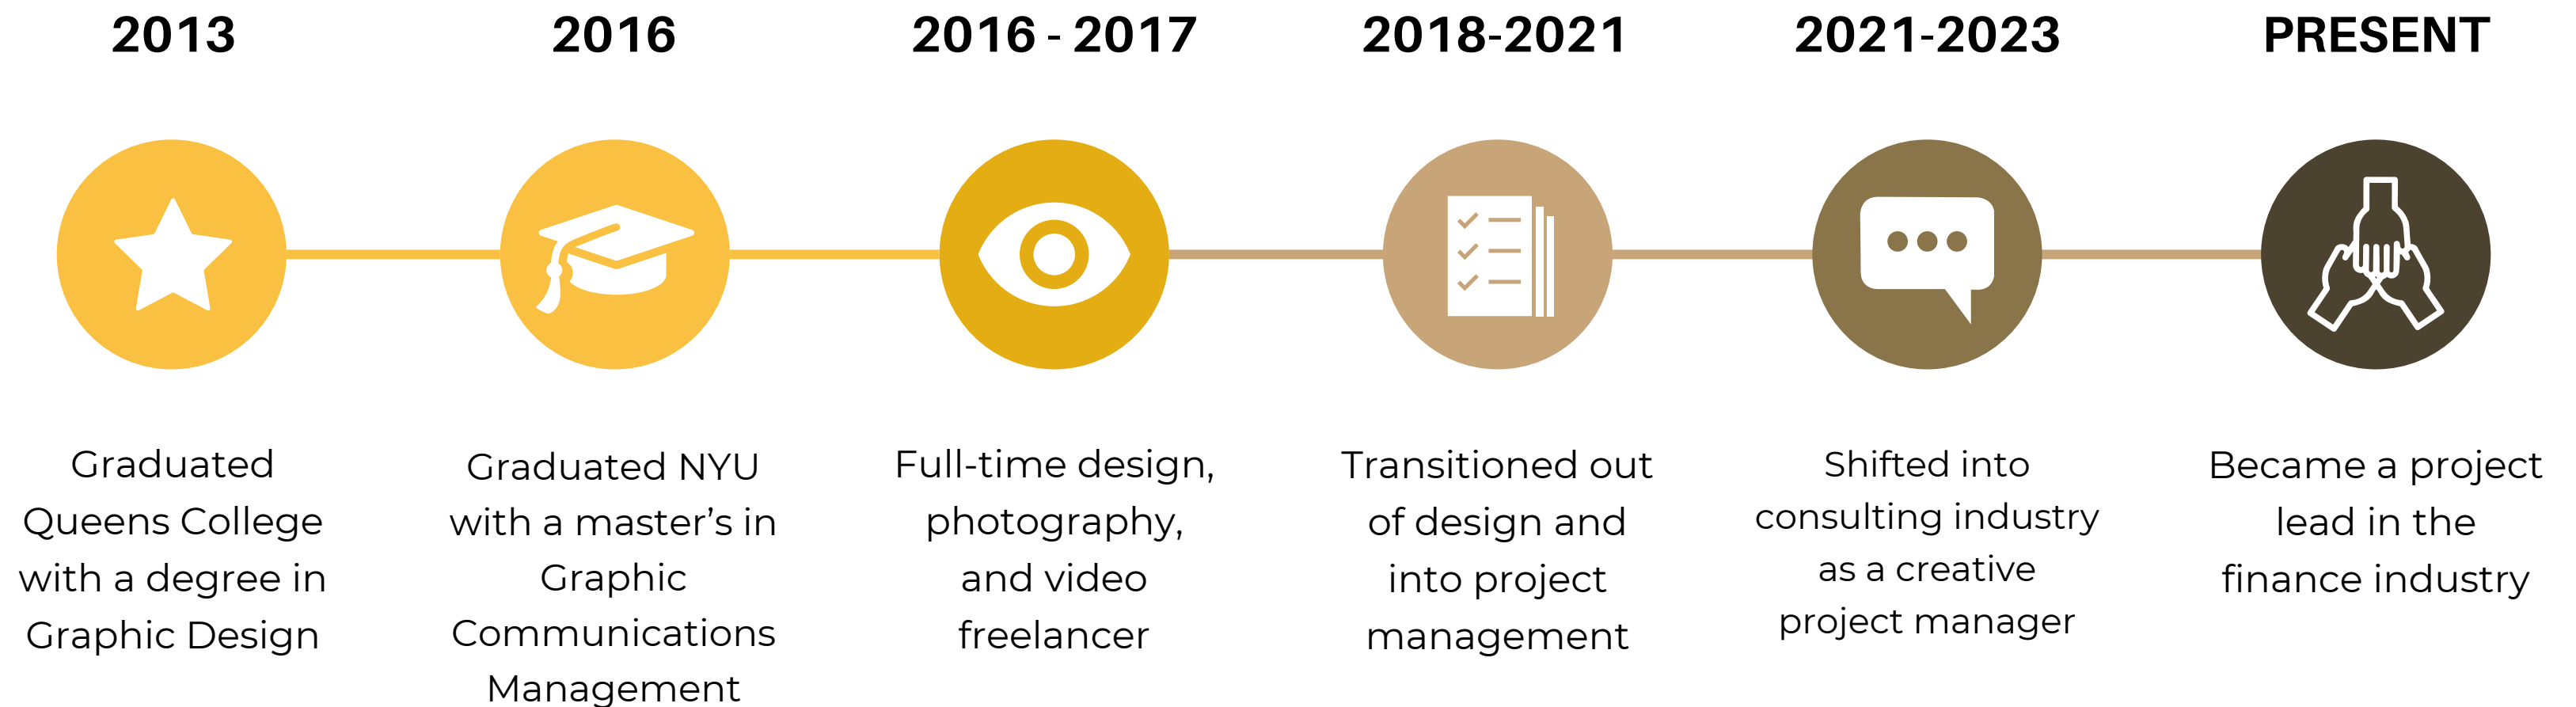 2013
Graduated
Queens College
with a degree in
Graphic Design
2016
Graduated NYU
with a master’s in
Graphic
Communications
Management
2016 - 2017
Full-time design,
photography,
and video
freelancer
2018-2021
Transitioned out
of design and
into project
management
2021-2023
Shifted into
consulting industry
as a creative
project manager
PRESENT
Became a project
lead in the
finance industry